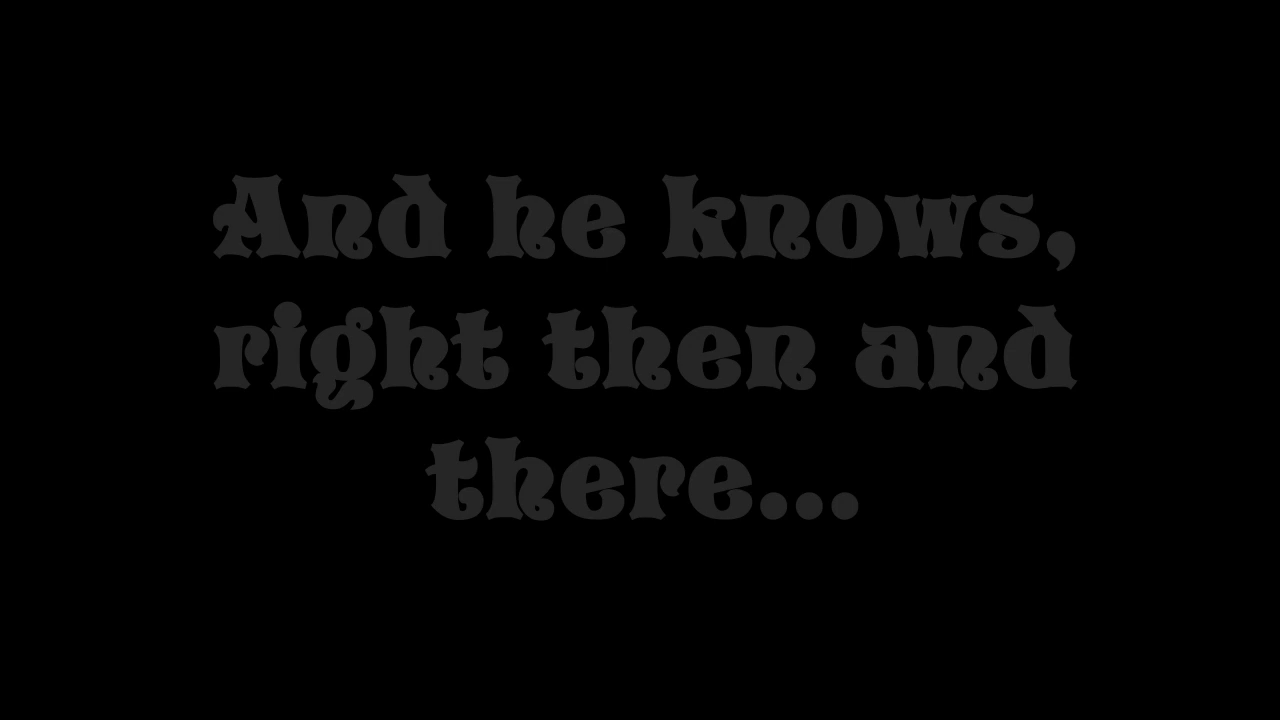 And he knows,
right then and
there...